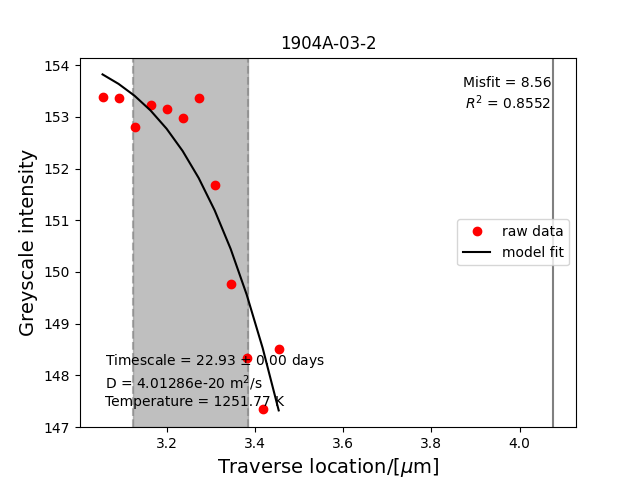 1904A-03-2
Misfit = 8.56
R² = 0.8552
raw data
model fit
Timescale = 22.93 ± 0.00 days
D = 4.01286e-20 m²/s
Temperature = 1251.77 K
Greyscale intensity
154
153
152
151
150
149
148
147
3.2 3.4 3.6 3.8 4.0
Traverse location/[μm]